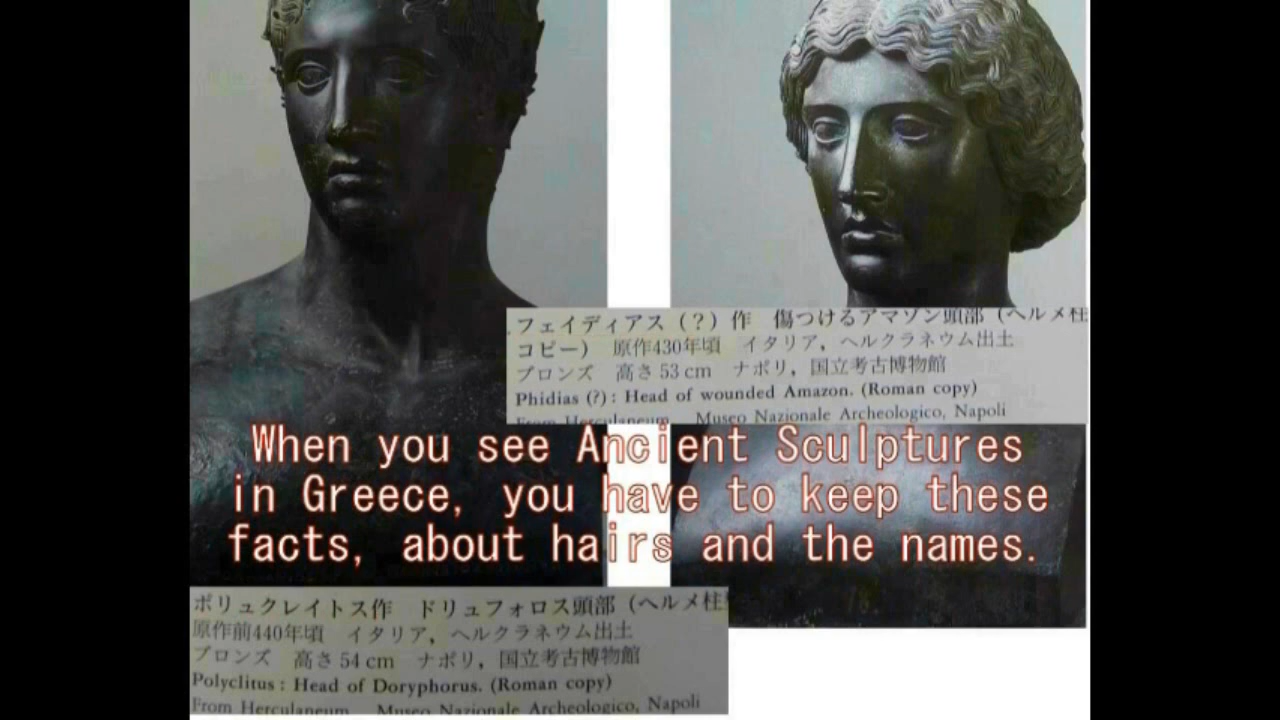 フェイディアス（？）作 傷つけるアマゾン頭部（ヘルメ柱
コピー） 原作430年頃 イタリア，ヘルクラネウム出土
ブロンズ 高さ 53 cm ナポリ，国立考古博物館
Phidias (?) : Head of wounded Amazon. (Roman copy)
From Herculaneum Museo Nazionale Archeologico, Napoli
When you see Ancient Sculptures
in Greece, you have to keep these
facts, about hairs and the names.
ポリュクレイトス作 ドリュフォロス頭部（ヘルメ柱
原作前440年頃 イタリア，ヘルクラネウム出土
ブロンズ 高さ 54 cm ナポリ，国立考古博物館
Polyclitus : Head of Doryphorus. (Roman copy)
From Herculaneum Museo Nazionale Archeologico, Napoli